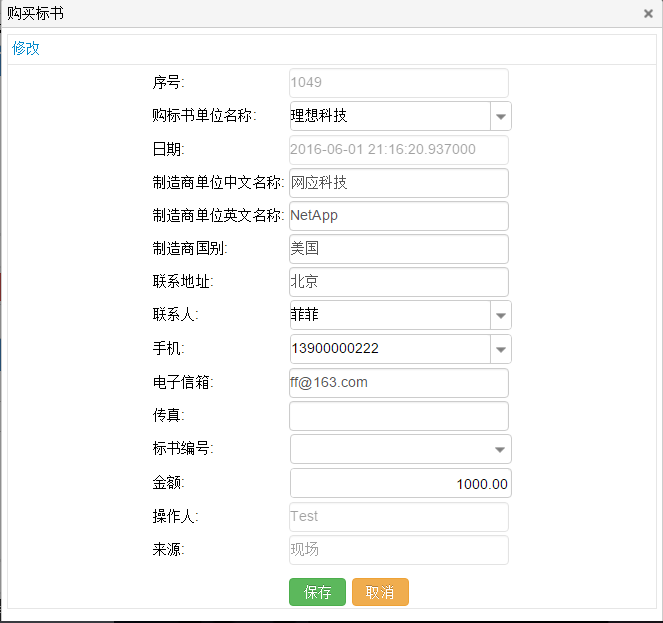 购买标书
修改
序号: 1049
购标书单位名称: 理想科技
日期: 2016-06-01 21:16:20.937000
制造商单位中文名称: 网应科技
制造商单位英文名称: NetApp
制造商国别: 美国
联系地址: 北京
联系人: 菲菲
手机: 13900000222
电子信箱: ff@163.com
传真:
标书编号:
金额: 1000.00
操作人: Test
来源: 现场
保存 取消